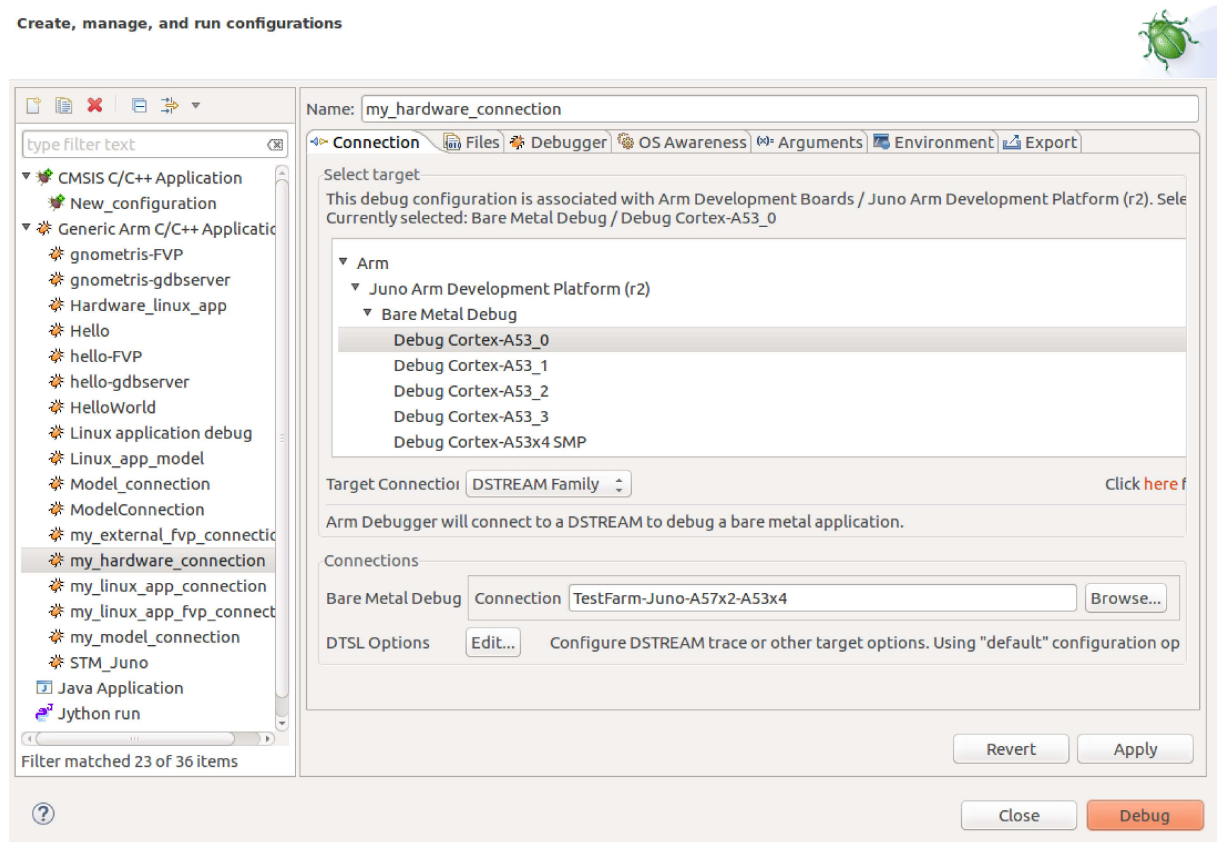 Create, manage, and run configurations
type filter text
CMSIS C/C++ Application
New_configuration
Generic Arm C/C++ Applicatic
gnometris-FVP
gnometris-gdbserver
Hardware_linux_app
Hello
hello-FVP
hello-gdbserver
HelloWorld
Linux application debug
Linux_app_model
Model_connection
ModelConnection
my_external_fvp_connectic
my_hardware_connection
my_linux_app_connection
my_linux_app_fvp_connect
my_model_connection
STM_Juno
Java Application
Jython run
Filter matched 23 of 36 items
Name: my_hardware_connection
Connection Files Debugger OS Awareness (x)= Arguments Environment Export
Select target
This debug configuration is associated with Arm Development Boards / Juno Arm Development Platform (r2). Sele
Currently selected: Bare Metal Debug / Debug Cortex-A53_0
Arm
Juno Arm Development Platform (r2)
Bare Metal Debug
Debug Cortex-A53_0
Debug Cortex-A53_1
Debug Cortex-A53_2
Debug Cortex-A53_3
Debug Cortex-A53x4 SMP
Target Connection DSTREAM Family Click here f
Arm Debugger will connect to a DSTREAM to debug a bare metal application.
Connections
Bare Metal Debug Connection TestFarm-Juno-A57x2-A53x4 Browse...
DTSL Options Edit... Configure DSTREAM trace or other target options. Using "default" configuration op
Revert Apply
Close Debug